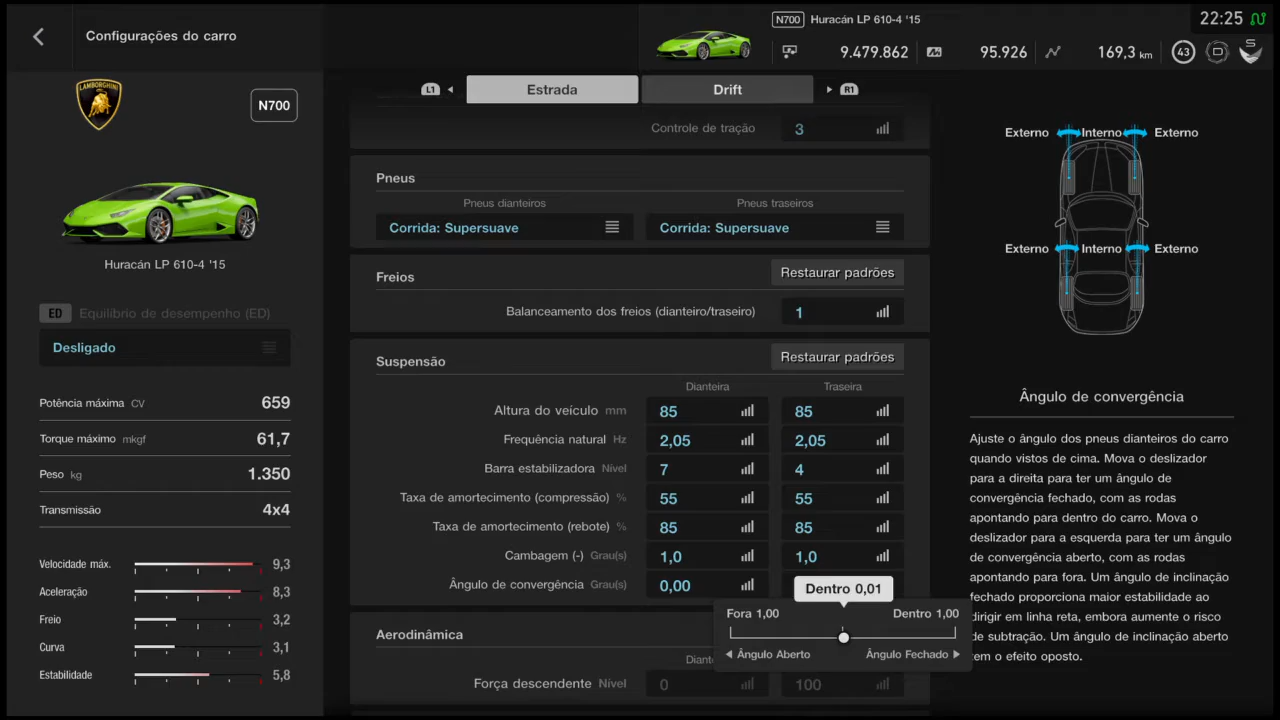 Configurações do carro
N700 Huracán LP 610-4 '15
22:25
9.479.862
95.926
169,3 km
43
D
S
LAMBORGHINI
N700
Huracán LP 610-4 '15
ED Equilíbrio de desempenho (ED)
Desligado
Potência máxima CV 659
Torque máximo mkgf 61,7
Peso kg 1.350
Transmissão 4x4
Velocidade máx. 9,3
Aceleração 8,3
Freio 3,2
Curva 3,1
Estabilidade 5,8
L1 Estrada Drift R1
Controle de tração 3
Pneus
Pneus dianteiros Pneus traseiros
Corrida: Supersuave Corrida: Supersuave
Freios Restaurar padrões
Balanceamento dos freios (dianteiro/traseiro) 1
Suspensão Restaurar padrões
Dianteira Traseira
Altura do veículo mm 85 85
Frequência natural Hz 2,05 2,05
Barra estabilizadora Nível 7 4
Taxa de amortecimento (compressão) % 55 55
Taxa de amortecimento (rebote) % 85 85
Cambagem (-) Grau(s) 1,0 1,0
Ângulo de convergência Grau(s) 0,00
Dentro 0,01
Fora 1,00 Dentro 1,00
Ângulo Aberto Ângulo Fechado
Aerodinâmica
Diant
Força descendente Nível 0 100
Externo Interno Externo
Externo Interno Externo
Ângulo de convergência
Ajuste o ângulo dos pneus dianteiros do carro
quando vistos de cima. Mova o deslizador
para a direita para ter um ângulo de
convergência fechado, com as rodas
apontando para dentro do carro. Mova o
deslizador para a esquerda para ter um ângulo
de convergência aberto, com as rodas
apontando para fora. Um ângulo de inclinação
fechado proporciona maior estabilidade ao
dirigir em linha reta, embora aumente o risco
de subtração. Um ângulo de inclinação aberto
tem o efeito oposto.